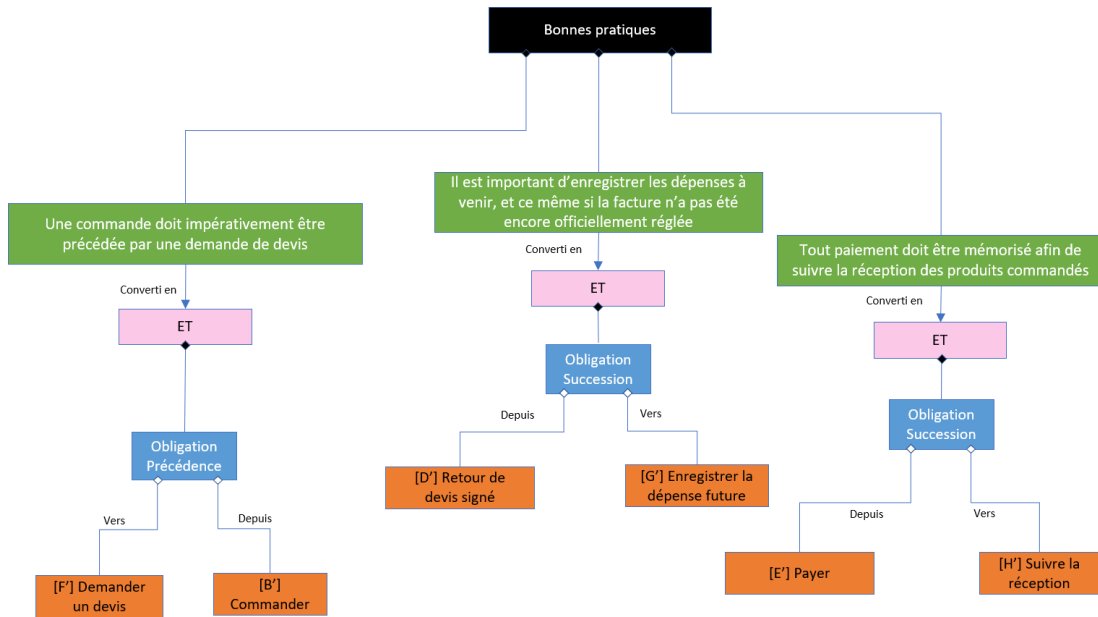 Bonnes pratiques
Une commande doit impérativement être
précédée par une demande de devis
Converti en
ET
Obligation
Précédence
Vers
Depuis
[F’] Demander
un devis
[B’]
Commander
Il est important d’enregistrer les dépenses à
venir, et ce même si la facture n’a pas été
encore officiellement réglée
Converti en
ET
Obligation
Succession
Depuis
Vers
[D’] Retour de
devis signé
[G’] Enregistrer la
dépense future
Tout paiement doit être mémorisé afin de
suivre la réception des produits commandés
Converti en
ET
Obligation
Succession
Depuis
Vers
[E’] Payer
[H’] Suivre la
réception